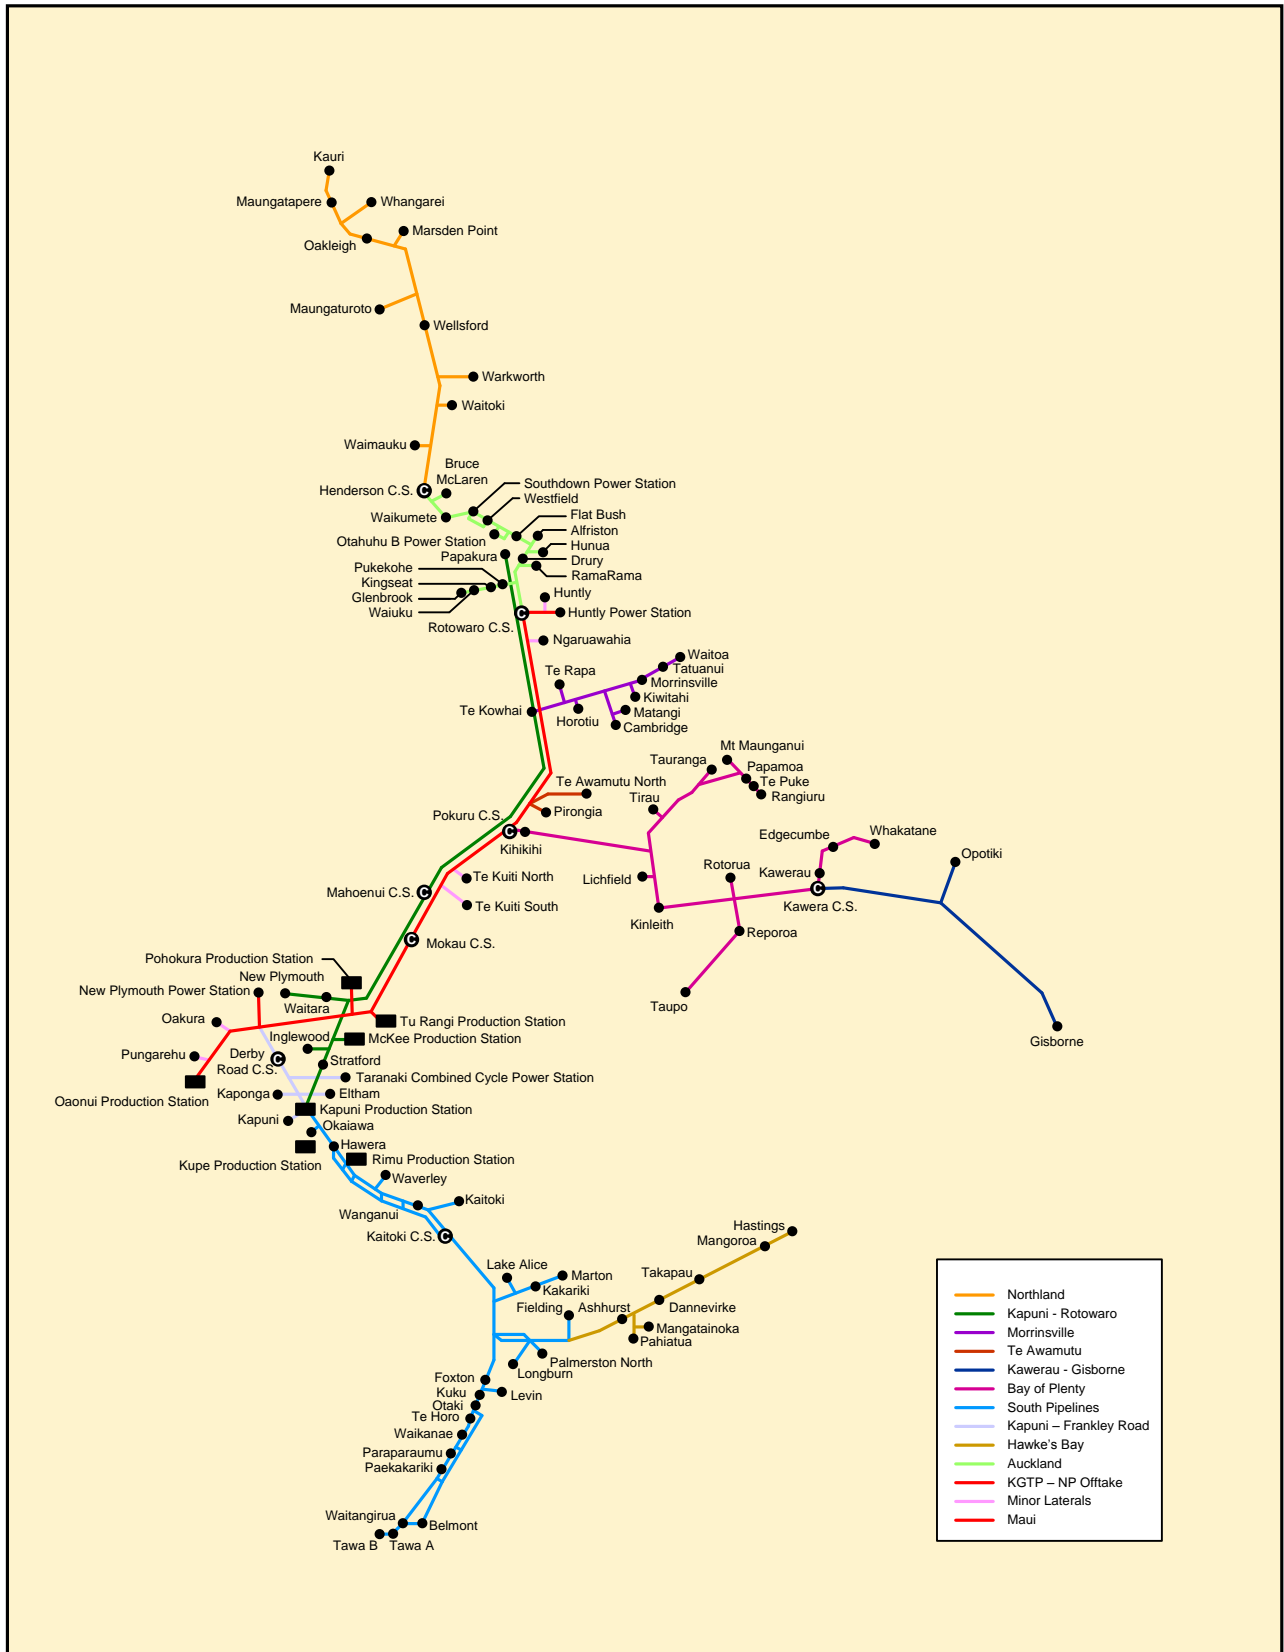 Kauri
Maungatapere
Whangarei
Marsden Point
Oakleigh
Maungaturoto
Wellsford
Warkworth
Waitoki
Waimauku
Bruce
McLaren
Henderson C.S.
C
Southdown Power Station
Westfield
Waikumete
Flat Bush
Alfriston
Otahuhu B Power Station
Hunua
Papakura
Drury
Pukekohe
RamaRama
Kingseat
Huntly
Glenbrook
Waiuku
Huntly Power Station
C
Rotowaro C.S.
Ngaruawahia
Waitoa
Te Rapa
Tatuanui
Morrinsville
Kiwitahi
Te Kowhai
Matangi
Horotiu
Cambridge
Mt Maunganui
Tauranga
Papamoa
Te Awamutu North
Te Puke
Tirau
Rangiuru
Pirongia
Pokuru C.S.
C
Kihikihi
Edgecumbe
Whakatane
Opotiki
Rotorua
Kawerau
Te Kuiti North
Lichfield
Mahoenui C.S.
C
C
Kawera C.S.
Te Kuiti South
Kinleith
Reporoa
C
Mokau C.S.
Pohokura Production Station
New Plymouth
New Plymouth Power Station
Waitara
Taupo
Oakura
Tu Rangi Production Station
Gisborne
Inglewood
McKee Production Station
Pungarehu
Derby
Road C.S.
C
Stratford
Taranaki Combined Cycle Power Station
Kaponga
Eltham
Oaonui Production Station
Kapuni Production Station
Kapuni
Okaiawa
Hawera
Kupe Production Station
Rimu Production Station
Waverley
Kaitoki
Wanganui
Kaitoki C.S.
C
Hastings
Mangoroa
Lake Alice
Marton
Takapau
Kakariki
Fielding
Ashhurst
Dannevirke
Mangatainoka
Pahiatua
Palmerston North
Longburn
Foxton
Kuku
Levin
Otaki
Te Horo
Waikanae
Paraparaumu
Paekakariki
Waitangirua
Belmont
Tawa B
Tawa A
Northland
Kapuni - Rotowaro
Morrinsville
Te Awamutu
Kawerau - Gisborne
Bay of Plenty
South Pipelines
Kapuni – Frankley Road
Hawke's Bay
Auckland
KGTP – NP Offtake
Minor Laterals
Maui